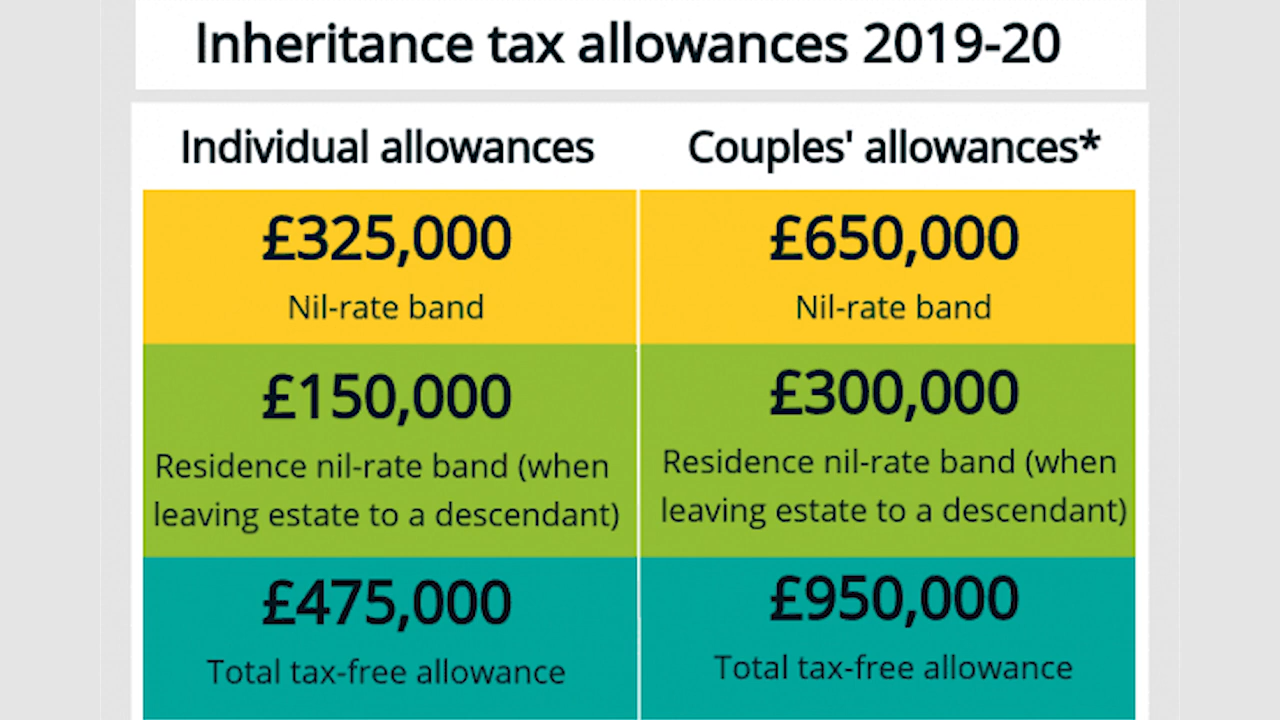 Inheritance tax allowances 2019-20
Individual allowances
Couples' allowances*
£325,000
Nil-rate band
£650,000
Nil-rate band
£150,000
Residence nil-rate band (when
leaving estate to a descendant)
£300,000
Residence nil-rate band (when
leaving estate to a descendant)
£475,000
Total tax-free allowance
£950,000
Total tax-free allowance